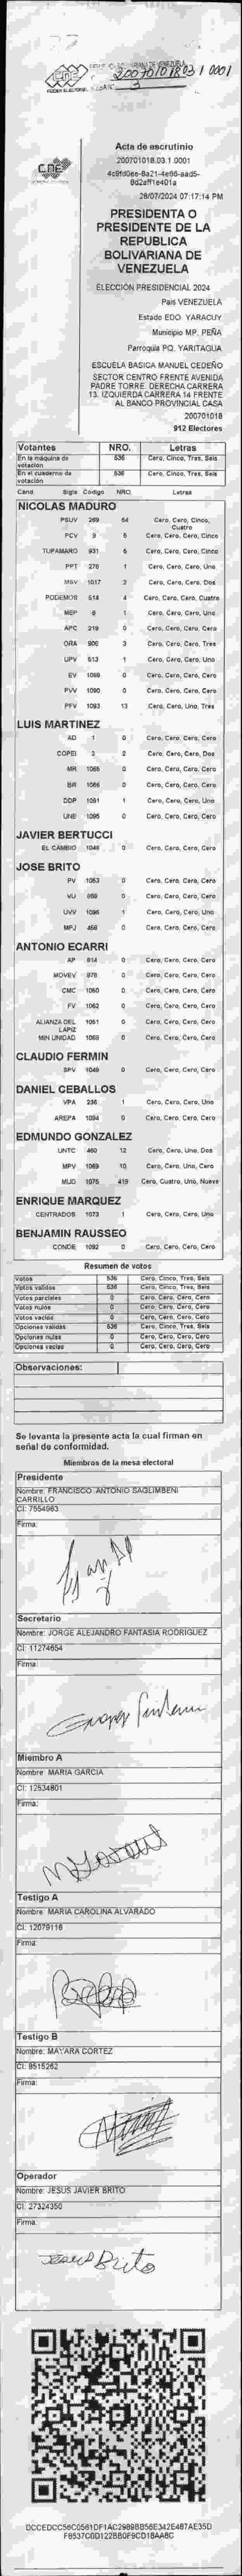 CNE
PODER ELECTORAL
200701018.03.1.0001
3
CNE
Acta de escrutinio
200701018.03.1.0001
28/07/2024 07:17:14 PM
PRESIDENTA O
PRESIDENTE DE LA
REPUBLICA
BOLIVARIANA DE
VENEZUELA
ELECCIÓN PRESIDENCIAL 2024
País VENEZUELA
Estado EDO. YARACUY
Municipio MP. PEÑA
Parroquia PQ. YARITAGUA
ESCUELA BASICA MANUEL CEDEÑO
SECTOR CENTRO FRENTE AVENIDA
PADRE TORRE. DERECHA CARRERA
13. IZQUIERDA CARRERA 14 FRENTE
AL BANCO PROVINCIAL CASA
200701018
912 Electores
Votantes NRO. Letras
En la máquina de votación 536 Cero, Cinco, Tres, Seis
En el cuaderno de votación 536 Cero, Cinco, Tres, Seis
Cand Sigla Código NRO Letras
NICOLAS MADURO
PSUV 269 54 Cero, Cero, Cinco, Cuatro
PCV 9 5 Cero, Cero, Cero, Cinco
TUPAMARO 931 5 Cero, Cero, Cero, Cinco
PPT 276 1 Cero, Cero, Cero, Uno
MSV 1017 2 Cero, Cero, Cero, Dos
PODEMOS 514 4 Cero, Cero, Cero, Cuatro
MEP 6 1 Cero, Cero, Cero, Uno
APC 219 0 Cero, Cero, Cero, Cero
ORA 906 3 Cero, Cero, Cero, Tres
UPV 613 1 Cero, Cero, Cero, Uno
EV 1099 0 Cero, Cero, Cero, Cero
PVV 1090 0 Cero, Cero, Cero, Cero
PFV 1093 13 Cero, Cero, Uno, Tres
LUIS MARTINEZ
AD 1 0 Cero, Cero, Cero, Cero
COPEI 3 2 Cero, Cero, Cero, Dos
MR 1068 0 Cero, Cero, Cero, Cero
BR 1066 0 Cero, Cero, Cero, Cero
DDP 1091 1 Cero, Cero, Cero, Uno
UNE 1095 0 Cero, Cero, Cero, Cero
JAVIER BERTUCCI
EL CAMBIO 1048 0 Cero, Cero, Cero, Cero
JOSE BRITO
PV 1053 0 Cero, Cero, Cero, Cero
VU 869 0 Cero, Cero, Cero, Cero
UVV 1096 1 Cero, Cero, Cero, Uno
MPJ 468 0 Cero, Cero, Cero, Cero
ANTONIO ECARRI
AP 814 0 Cero, Cero, Cero, Cero
MOVEV 978 0 Cero, Cero, Cero, Cero
CMC 1060 0 Cero, Cero, Cero, Cero
FV 1062 0 Cero, Cero, Cero, Cero
ALIANZA DEL LAPIZ 1051 0 Cero, Cero, Cero, Cero
MIN UNIDAD 1069 0 Cero, Cero, Cero, Cero
CLAUDIO FERMIN
SPV 1049 0 Cero, Cero, Cero, Cero
DANIEL CEBALLOS
VPA 236 1 Cero, Cero, Cero, Uno
AREPA 1094 0 Cero, Cero, Cero, Cero
EDMUNDO GONZALEZ
UNTC 460 12 Cero, Cero, Uno, Dos
MPV 1069 10 Cero, Cero, Uno, Cero
MUD 1076 419 Cero, Cuatro, Uno, Nueve
ENRIQUE MARQUEZ
CENTRADOS 1073 1 Cero, Cero, Cero, Uno
BENJAMIN RAUSSEO
CONDE 1092 0 Cero, Cero, Cero, Cero
Resumen de votos
Votos 536 Cero, Cinco, Tres, Seis
Votos válidos 536 Cero, Cinco, Tres, Seis
Votos parciales 0 Cero, Cero, Cero, Cero
Votos nulos 0 Cero, Cero, Cero, Cero
Votos vacíos 0 Cero, Cero, Cero, Cero
Opciones válidas 536 Cero, Cinco, Tres, Seis
Opciones nulas 0 Cero, Cero, Cero, Cero
Opciones vacías 0 Cero, Cero, Cero, Cero
Observaciones:
Se levanta la presente acta la cual firman en
señal de conformidad.
Miembros de la mesa electoral
Presidente
Nombre: FRANCISCO ANTONIO SAGLIMBENI
CARRILLO
CI: 7554963
Firma:
Secretario
Nombre: JORGE ALEJANDRO FANTASIA RODRIGUEZ
CI: 11274654
Firma:
Miembro A
Nombre: MARIA GARCIA
CI: 12534801
Firma:
Testigo A
Nombre: MARIA CAROLINA ALVARADO
CI: 12079116
Firma:
Testigo B
Nombre: MAYARA CORTEZ
CI: 8515262
Firma:
Operador
Nombre: JESUS JAVIER BRITO
CI: 27324350
Firma:
Jesus Brito